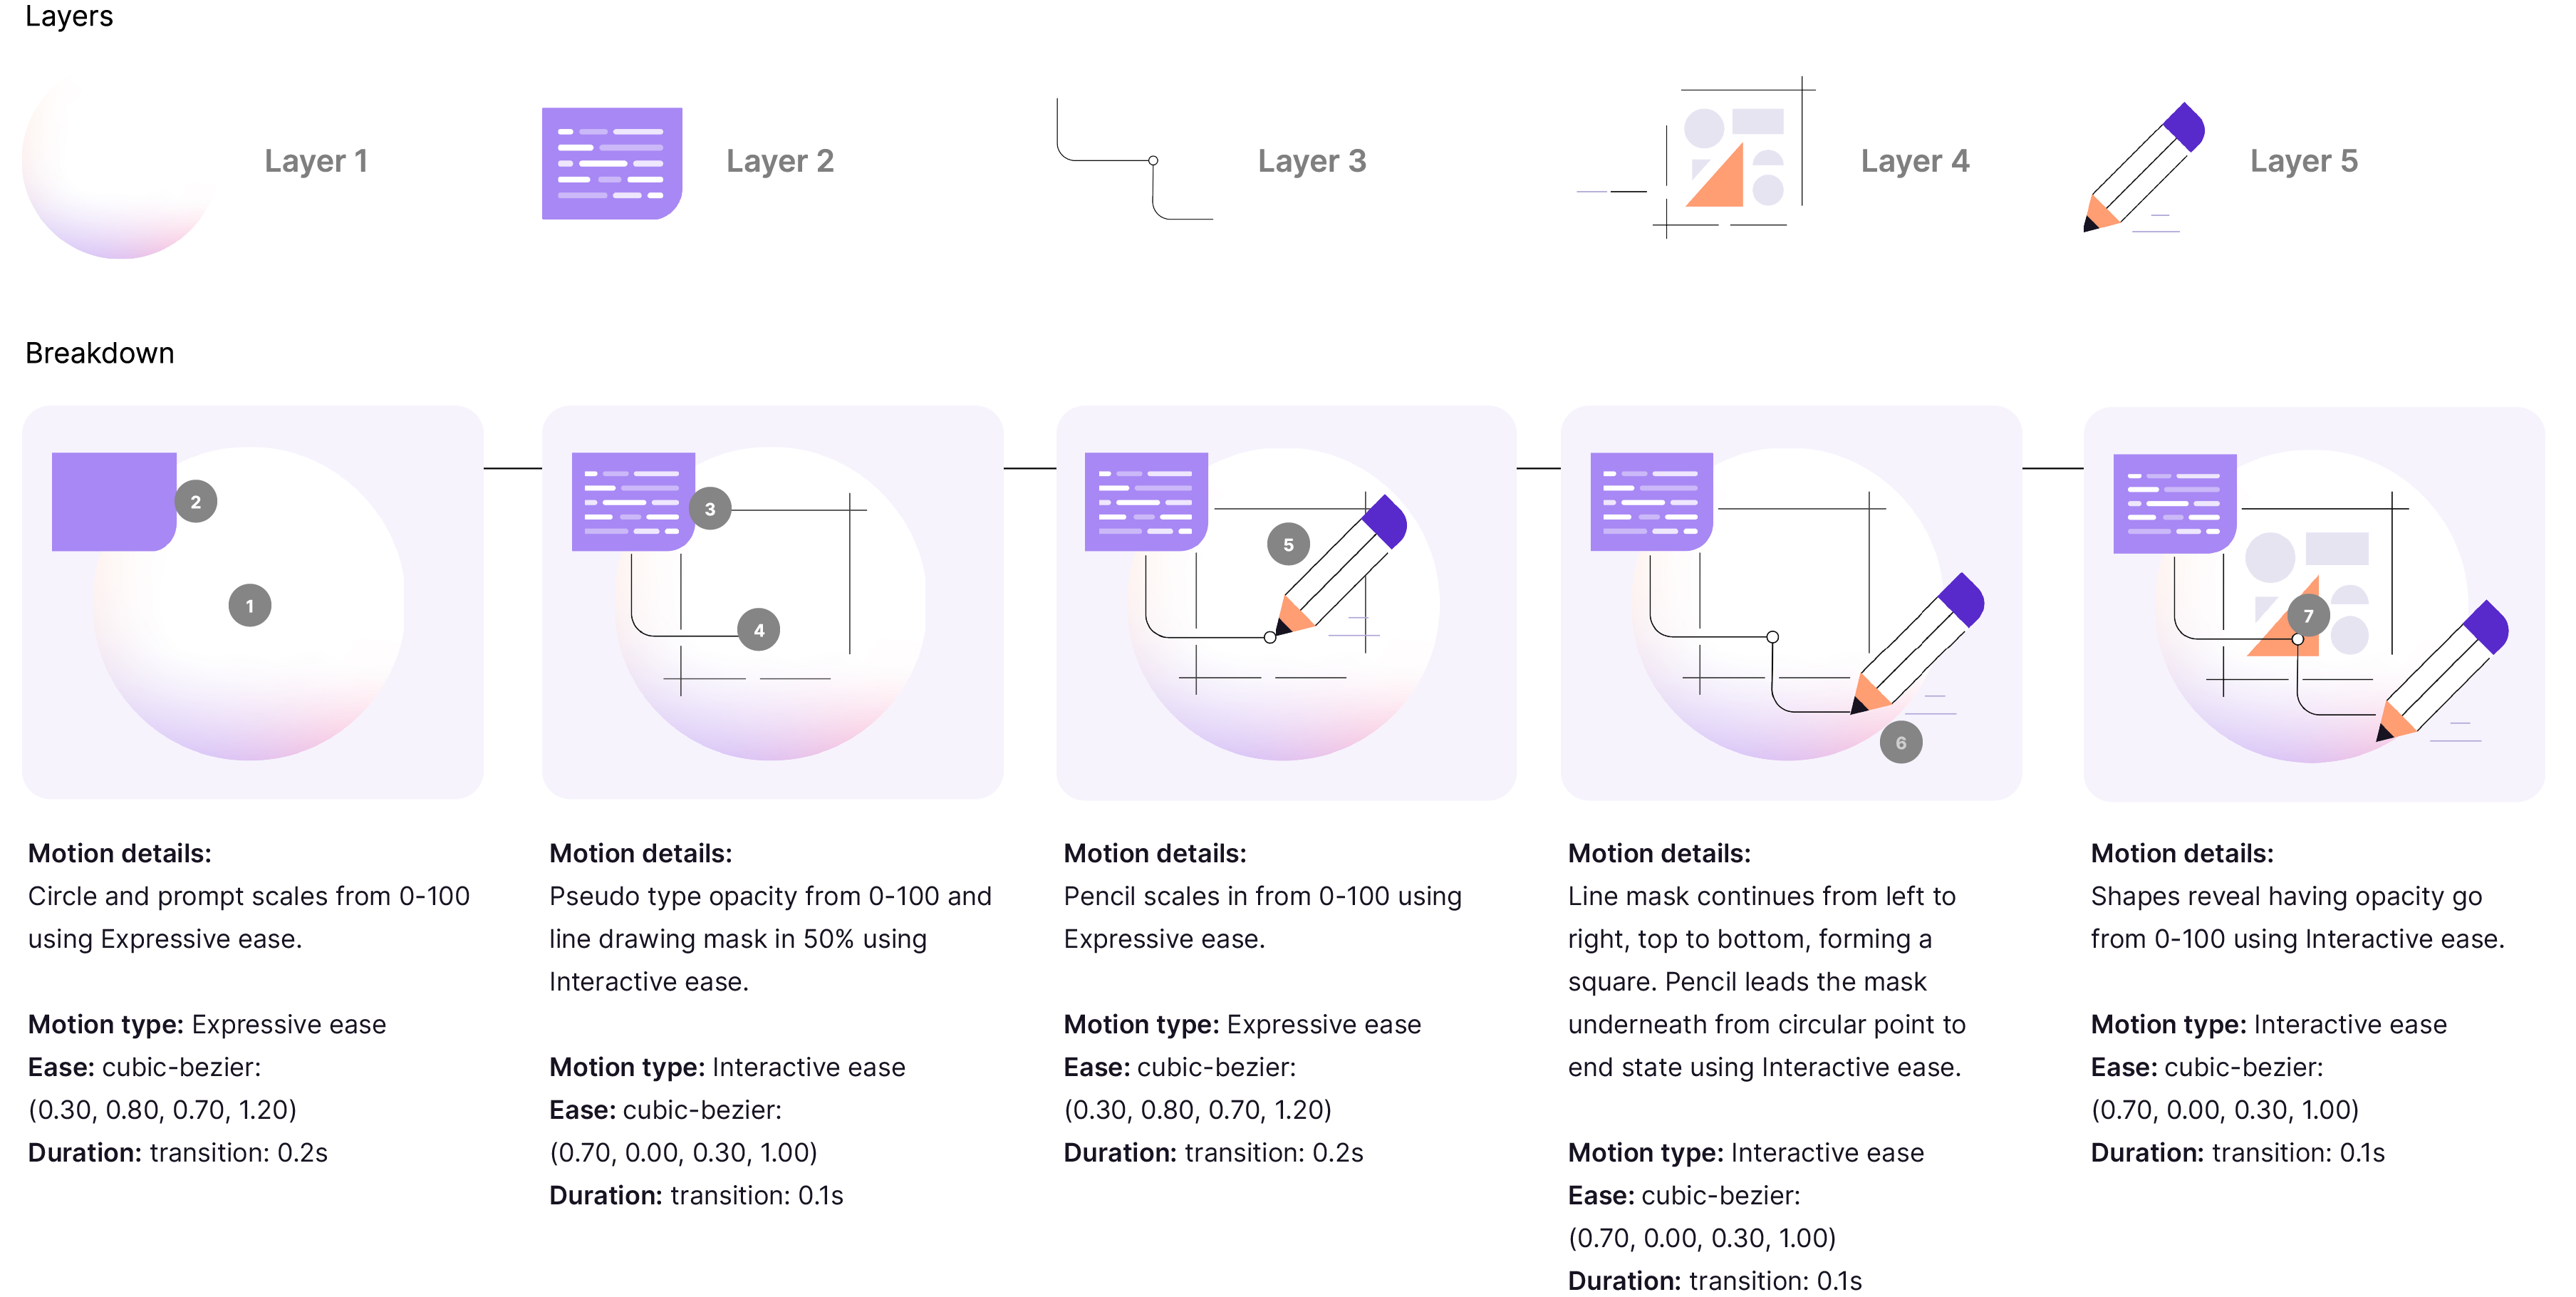 Layers
Layer 1
Layer 2
Layer 3
Layer 4
Layer 5
Breakdown
2
1
3
4
5
6
7
Motion details:
Circle and prompt scales from 0-100
using Expressive ease.
Motion type: Expressive ease
Ease: cubic-bezier:
(0.30, 0.80, 0.70, 1.20)
Duration: transition: 0.2s
Motion details:
Pseudo type opacity from 0-100 and
line drawing mask in 50% using
Interactive ease.
Motion type: Interactive ease
Ease: cubic-bezier:
(0.70, 0.00, 0.30, 1.00)
Duration: transition: 0.1s
Motion details:
Pencil scales in from 0-100 using
Expressive ease.
Motion type: Expressive ease
Ease: cubic-bezier:
(0.30, 0.80, 0.70, 1.20)
Duration: transition: 0.2s
Motion details:
Line mask continues from left to
right, top to bottom, forming a
square. Pencil leads the mask
underneath from circular point to
end state using Interactive ease.
Motion type: Interactive ease
Ease: cubic-bezier:
(0.70, 0.00, 0.30, 1.00)
Duration: transition: 0.1s
Motion details:
Shapes reveal having opacity go
from 0-100 using Interactive ease.
Motion type: Interactive ease
Ease: cubic-bezier:
(0.70, 0.00, 0.30, 1.00)
Duration: transition: 0.1s